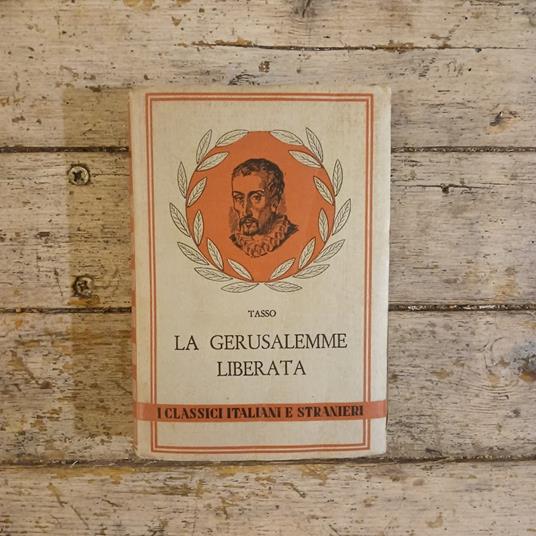 TASSO
LA GERUSALEMME
LIBERATA
I CLASSICI ITALIANI E STRANIERI